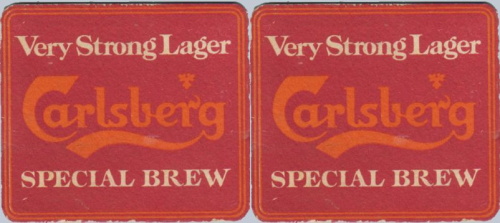 Very Strong Lager
Carlsberg
SPECIAL BREW
Very Strong Lager
Carlsberg
SPECIAL BREW